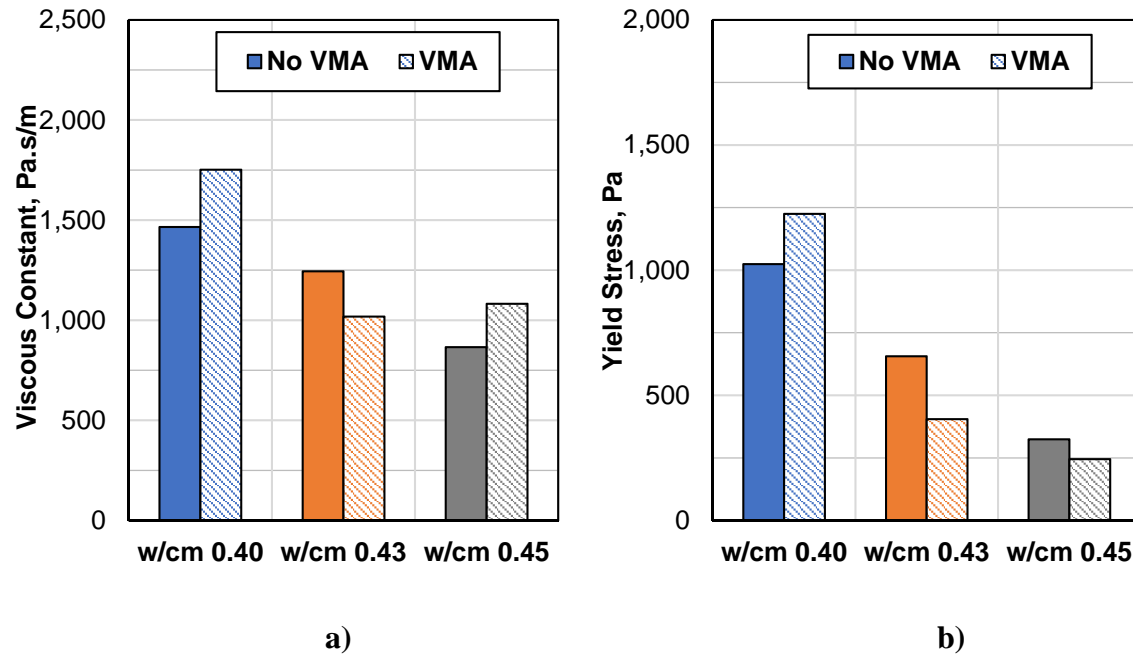 2,500
2,000
1,500
1,000
500
0
Viscous Constant, Pa.s/m
No VMA VMA
w/cm 0.40 w/cm 0.43 w/cm 0.45
a)
2,000
1,500
1,000
500
0
Yield Stress, Pa
No VMA VMA
w/cm 0.40 w/cm 0.43 w/cm 0.45
b)